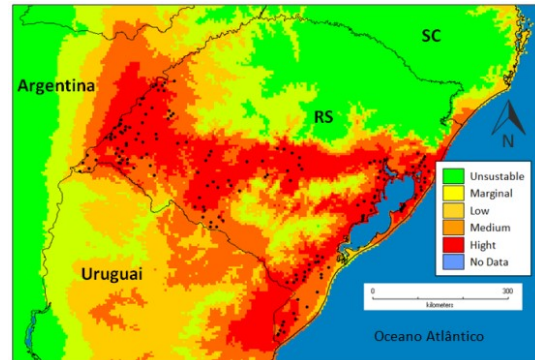 SC
Argentina
RS
N
Unsustable
Marginal
Low
Medium
Hight
No Data
Uruguai
0 300
kilometers
Oceano Atlântico